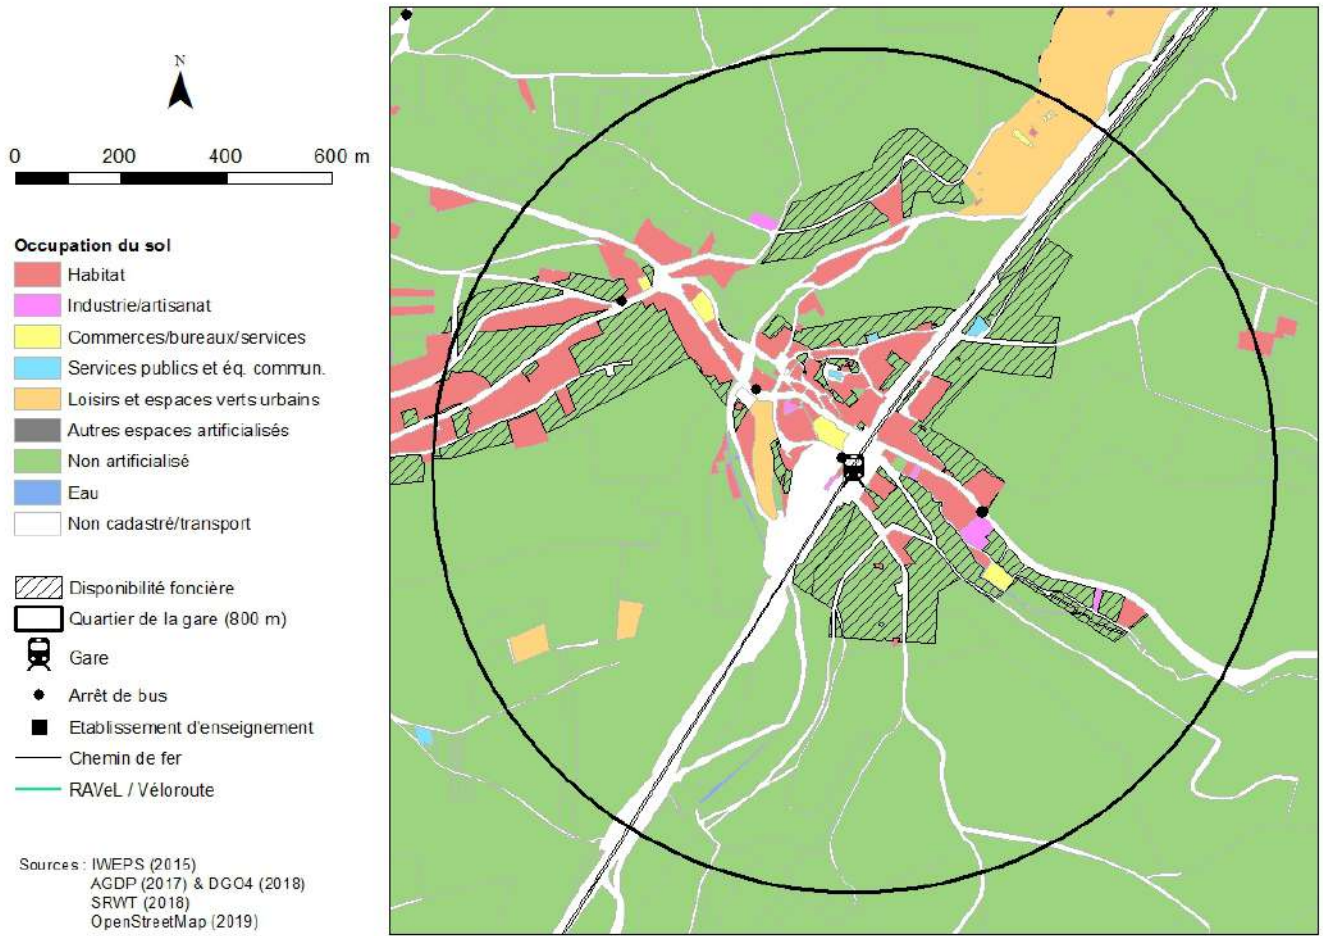 N
0 200 400 600 m
Occupation du sol
Habitat
Industrie/artisanat
Commerces/bureaux/services
Services publics et éq. commun.
Loisirs et espaces verts urbains
Autres espaces artificialisés
Non artificialisé
Eau
Non cadastré/transport
Disponibilité foncière
Quartier de la gare (800 m)
Gare
Arrêt de bus
Etablissement d'enseignement
Chemin de fer
RAVeL / Véloroute
Sources : IWEPS (2015)
AGDP (2017) & DGO4 (2018)
SRWT (2018)
OpenStreetMap (2019)